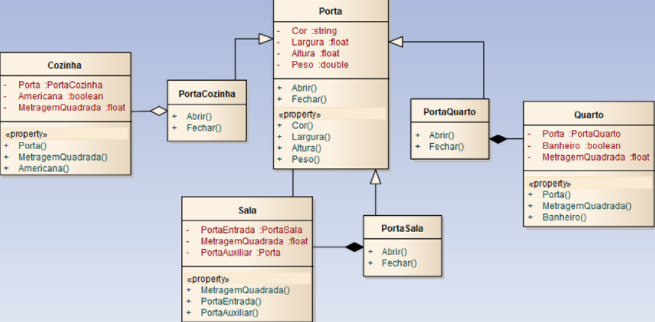 Porta
- Cor :string
- Largura :float
- Altura :float
- Peso :double
+ Abrir()
+ Fechar()
«property»
+ Cor()
+ Largura()
+ Altura()
+ Peso()
Cozinha
- Porta :PortaCozinha
- Americana :boolean
- MetragemQuadrada :float
«property»
+ Porta()
+ MetragemQuadrada()
+ Americana()
PortaCozinha
+ Abrir()
+ Fechar()
PortaQuarto
+ Abrir()
+ Fechar()
Quarto
- Porta :PortaQuarto
- Banheiro :boolean
- MetragemQuadrada :float
«property»
+ Porta()
+ MetragemQuadrada()
+ Banheiro()
Sala
- PortaEntrada :PortaSala
- MetragemQuadrada :float
- PortaAuxiliar :Porta
«property»
+ MetragemQuadrada()
+ PortaEntrada()
+ PortaAuxiliar()
PortaSala
+ Abrir()
+ Fechar()